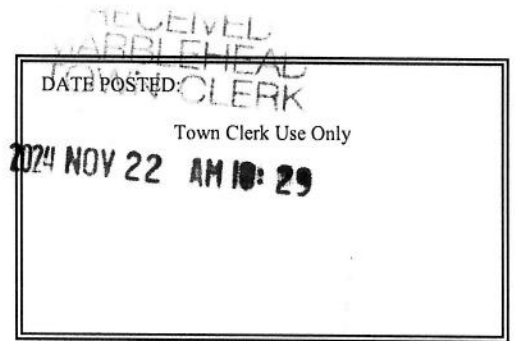 RECEIVED
MARBLEHEAD
TOWN CLERK
DATE POSTED:
Town Clerk Use Only
2024 NOV 22 AM 10: 29